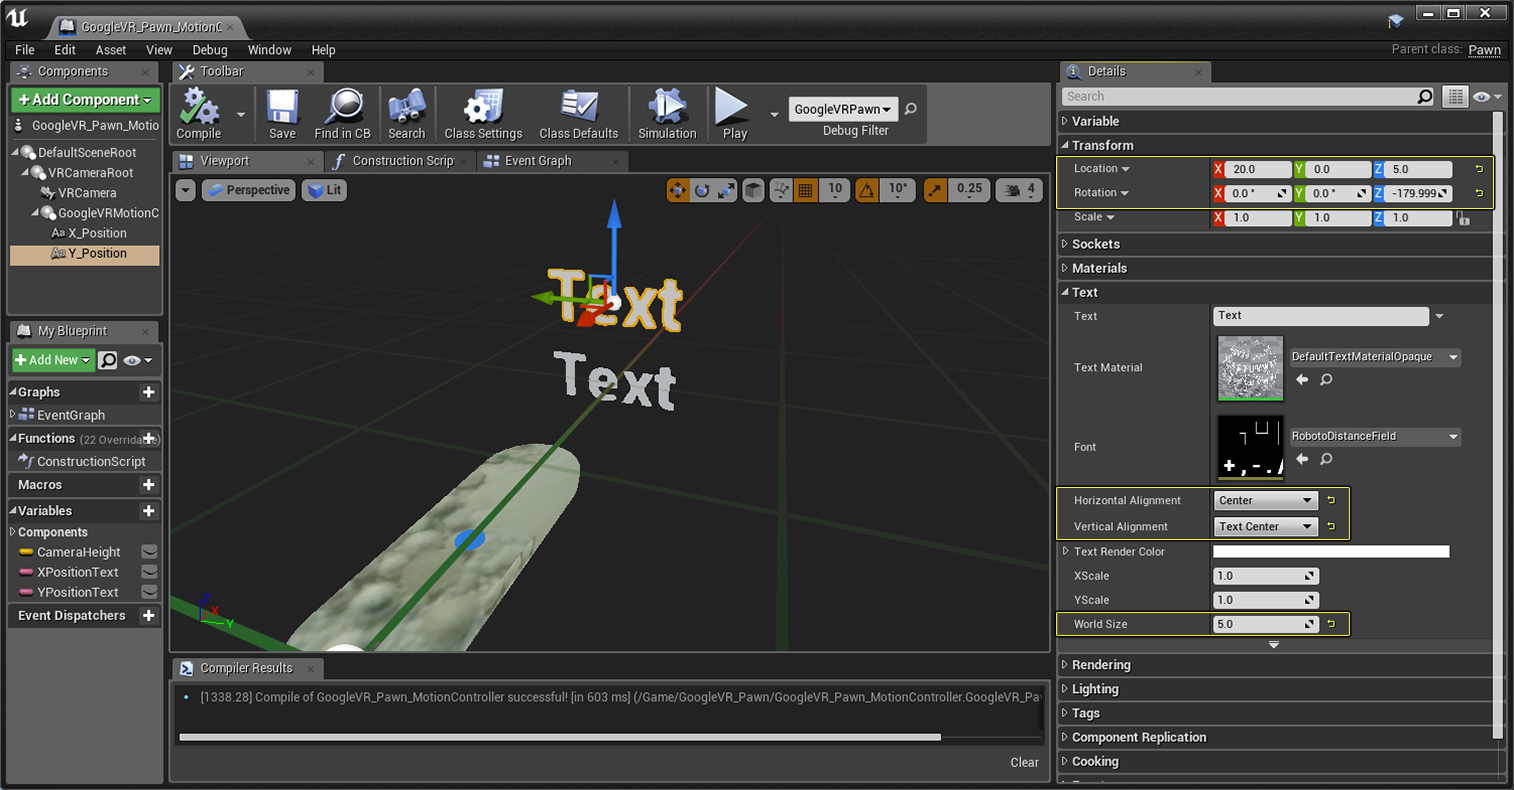 GoogleVR_Pawn_MotionC
File Edit Asset View Debug Window Help
Parent class: Pawn
Components
+ Add Component
GoogleVR_Pawn_Motio
DefaultSceneRoot
VRCameraRoot
VRCamera
GoogleVRMotionC
X_Position
Y_Position
My Blueprint
+ Add New
Graphs
EventGraph
Functions (22 Overridable)
ConstructionScript
Macros
Variables
Components
CameraHeight
XPositionText
YPositionText
Event Dispatchers
Toolbar
Compile Save Find in CB Search Class Settings Class Defaults Simulation Play
GoogleVRPawn
Debug Filter
Viewport Construction Scrip Event Graph
Perspective Lit 10 10° 0.25 4
Text
Text
Z
X
Y
Compiler Results
[1338.28] Compile of GoogleVR_Pawn_MotionController successful! [in 603 ms] (/Game/GoogleVR_Pawn/GoogleVR_Pawn_MotionController.GoogleVR_Pa
Clear
Details
Search
Variable
Transform
Location X 20.0 Y 0.0 Z 5.0
Rotation X 0.0 ° Y 0.0 ° Z -179.999
Scale X 1.0 Y 1.0 Z 1.0
Sockets
Materials
Text
Text Text
Text Material DefaultTextMaterialOpaque
Font RobotoDistanceField
Horizontal Alignment Center
Vertical Alignment Text Center
Text Render Color
XScale 1.0
YScale 1.0
World Size 5.0
Rendering
Lighting
Tags
Component Replication
Cooking